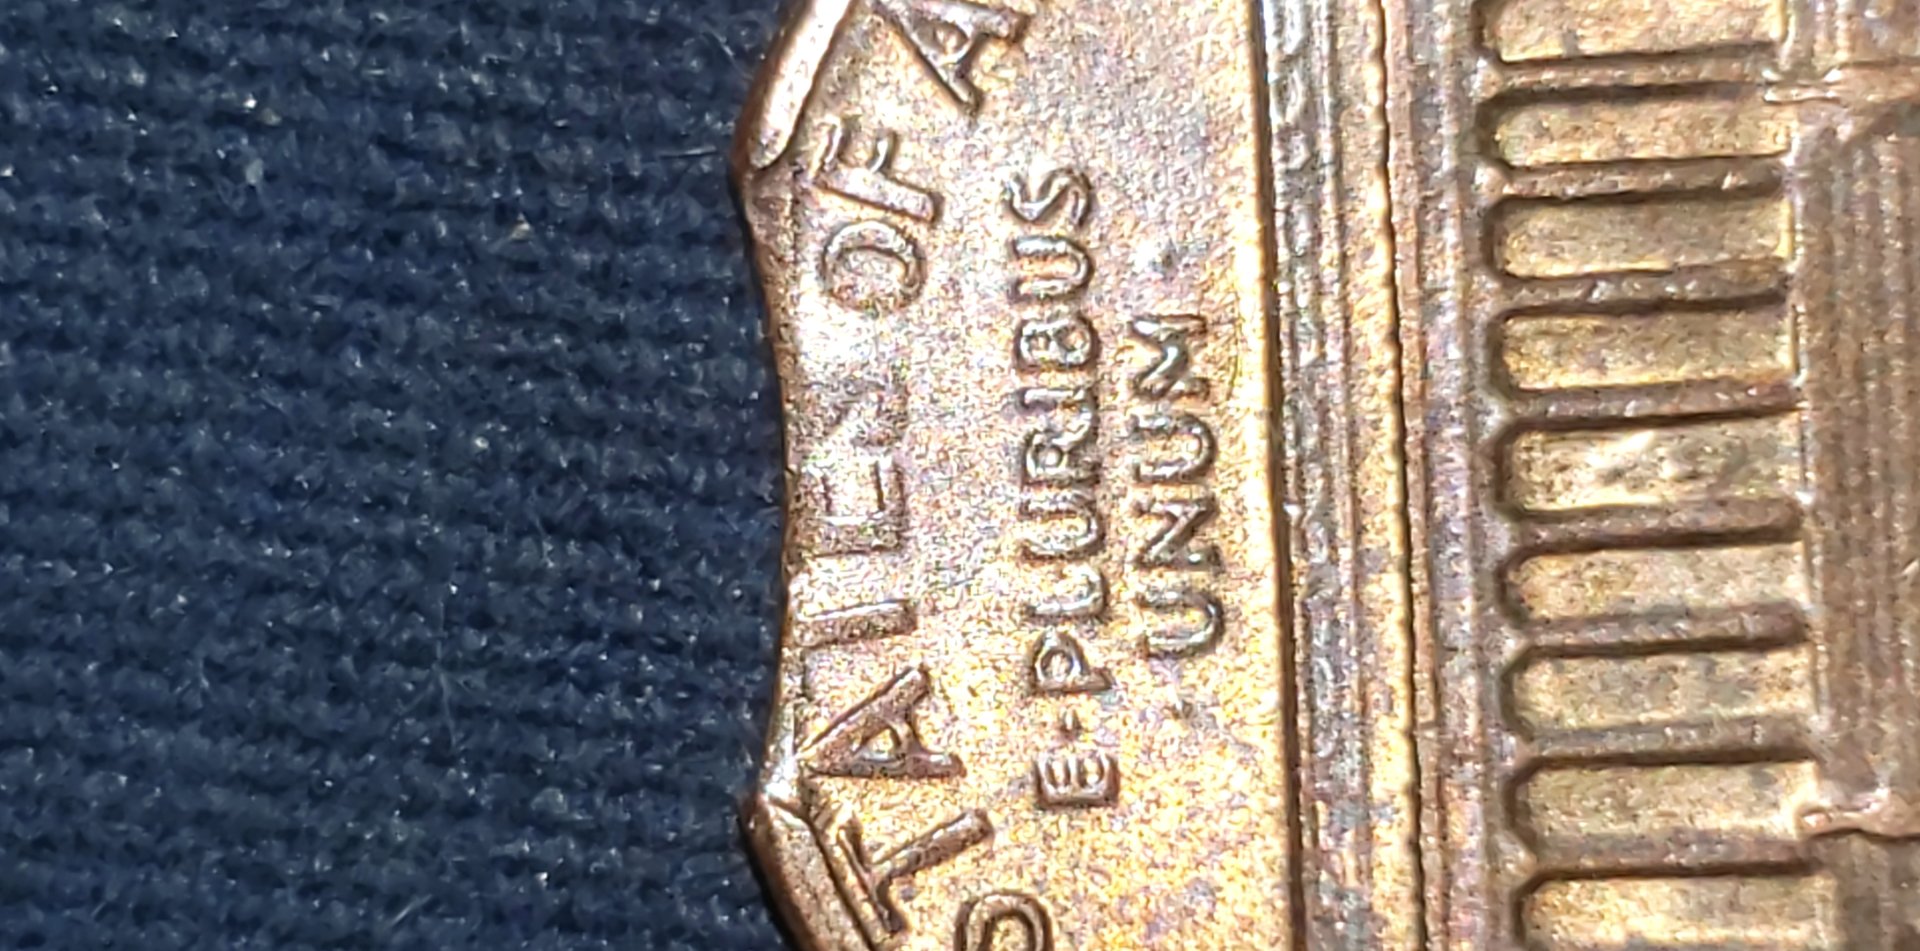 STATES OF A
E·PLURIBUS
UNUM